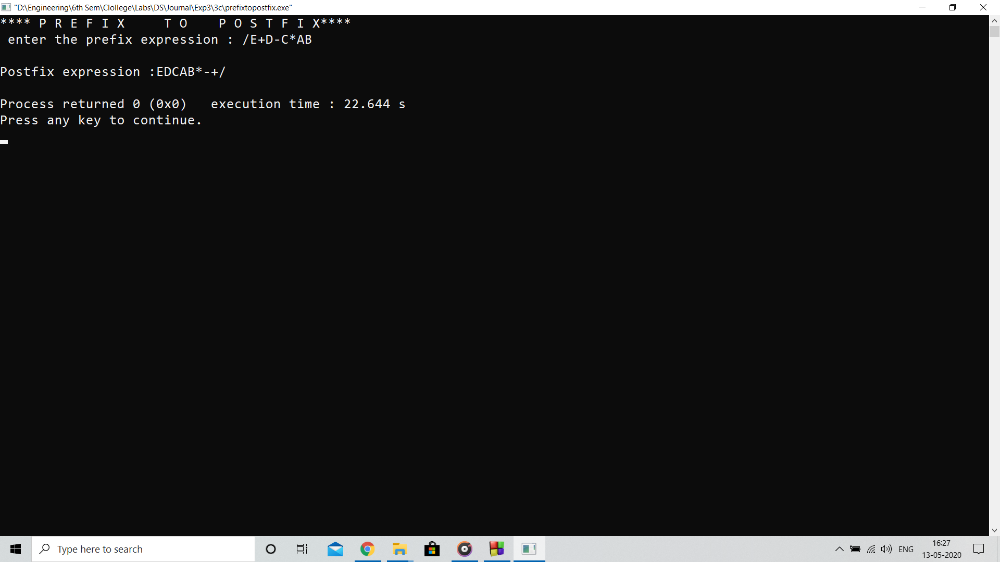 "D:\Engineering\6th Sem\Clollege\Labs\DS\Journal\Exp3\3c\prefixtopostfix.exe"
**** P R E F I X     T O    P O S T F I X****
 enter the prefix expression : /E+D-C*AB
Postfix expression :EDCAB*-+/
Process returned 0 (0x0)   execution time : 22.644 s
Press any key to continue.
Type here to search
ENG
16:27
13-05-2020